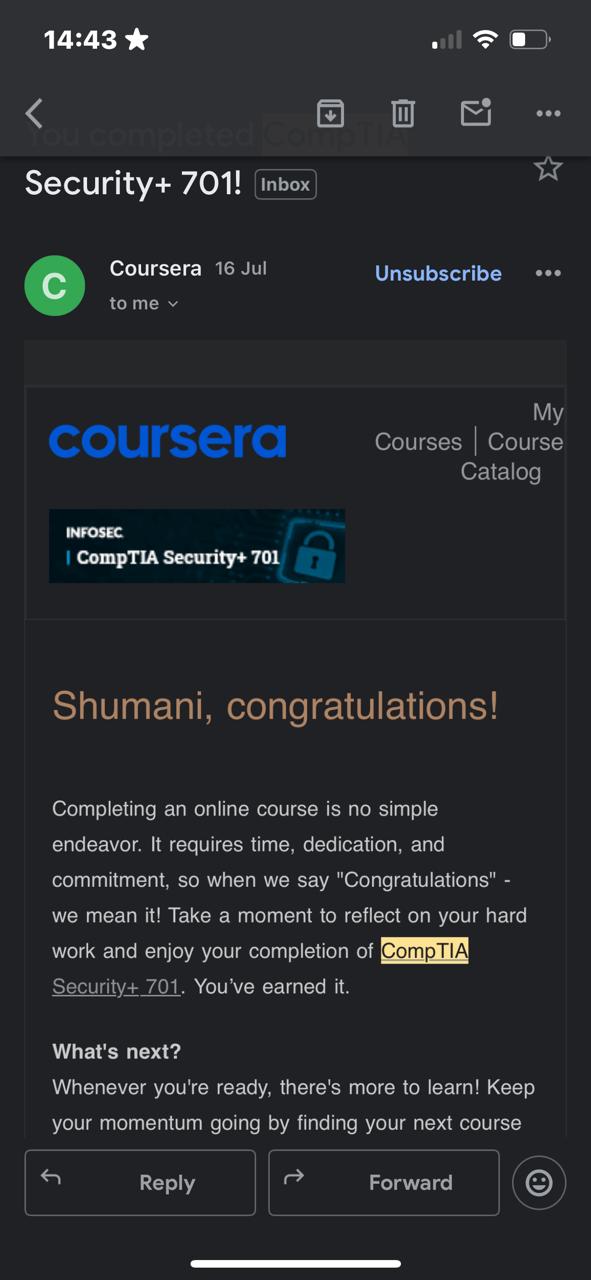 14:43
You completed CompTIA
Security+ 701! Inbox
C
Coursera 16 Jul
Unsubscribe
to me
coursera
My
Courses | Course
Catalog
INFOSEC
CompTIA Security+ 701
Shumani, congratulations!
Completing an online course is no simple
endeavor. It requires time, dedication, and
commitment, so when we say "Congratulations" -
we mean it! Take a moment to reflect on your hard
work and enjoy your completion of CompTIA
Security+ 701. You’ve earned it.
What's next?
Whenever you're ready, there's more to learn! Keep
your momentum going by finding your next course
Reply
Forward